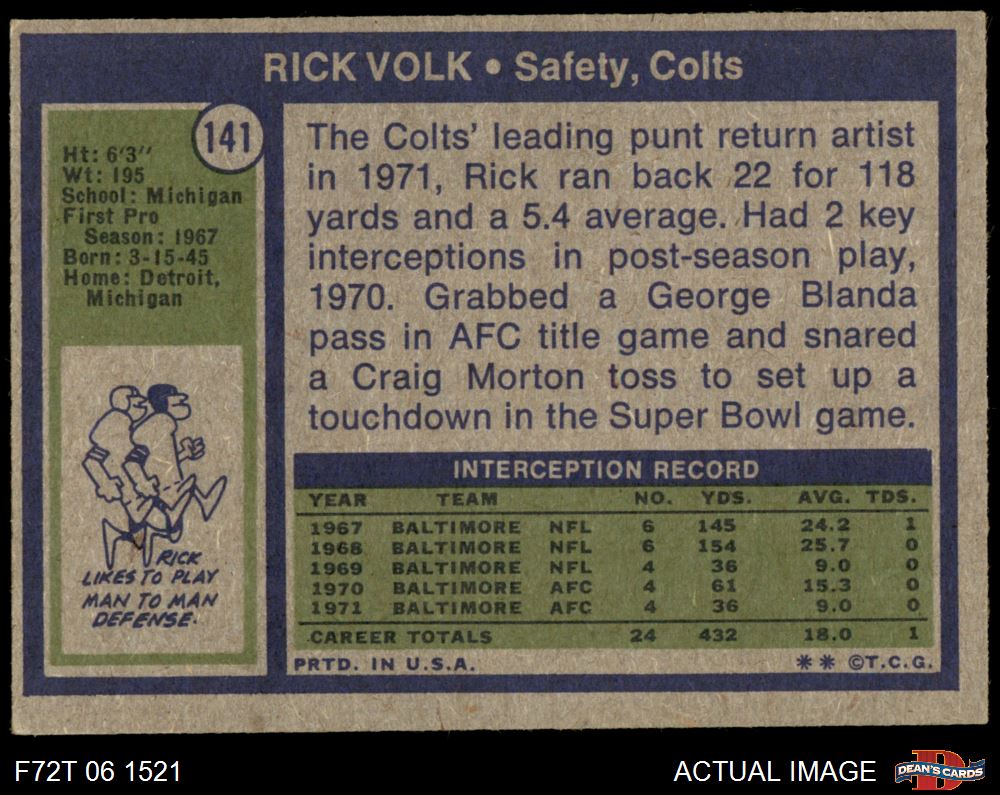 RICK VOLK • Safety, Colts
141
Ht: 6'3''
Wt: 195
School: Michigan
First Pro
Season: 1967
Born: 3-15-45
Home: Detroit,
Michigan
RICK
LIKES TO PLAY
MAN TO MAN
DEFENSE.
The Colts' leading punt return artist
in 1971, Rick ran back 22 for 118
yards and a 5.4 average. Had 2 key
interceptions in post-season play,
1970. Grabbed a George Blanda
pass in AFC title game and snared
a Craig Morton toss to set up a
touchdown in the Super Bowl game.
INTERCEPTION RECORD
YEAR TEAM NO. YDS. AVG. TDS.
1967 BALTIMORE NFL 6 145 24.2 1
1968 BALTIMORE NFL 6 154 25.7 0
1969 BALTIMORE NFL 4 36 9.0 0
1970 BALTIMORE AFC 4 61 15.3 0
1971 BALTIMORE AFC 4 36 9.0 0
CAREER TOTALS 24 432 18.0 1
PRTD. IN U.S.A. ** ©T.C.G.
F72T 06 1521 ACTUAL IMAGE D DEAN'S CARDS